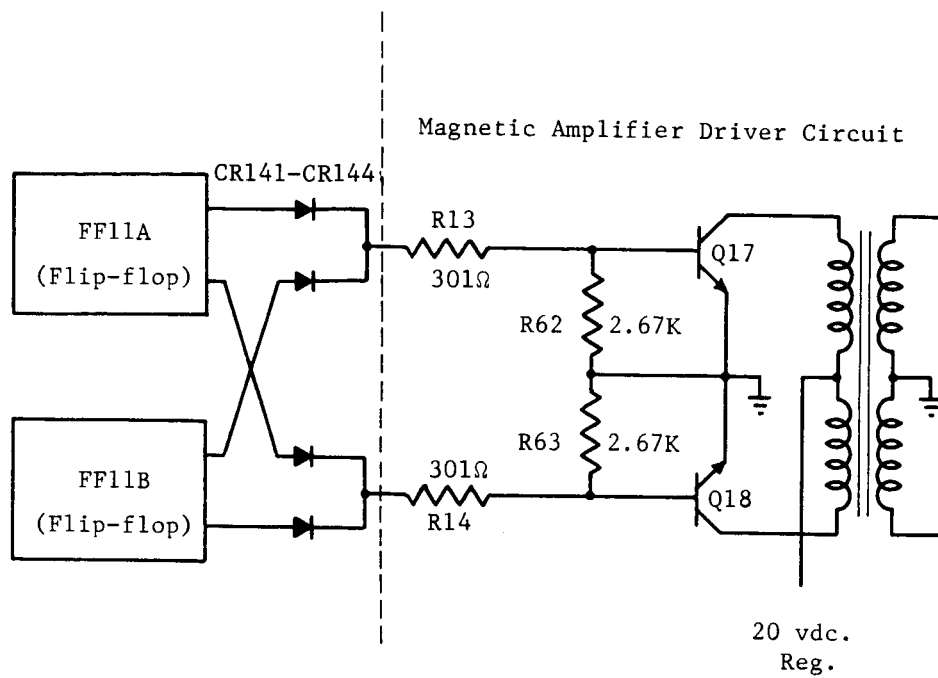 Magnetic Amplifier Driver Circuit
CR141-CR144
FF11A
(Flip-flop)
R13
301Ω
Q17
R62
2.67K
R63
2.67K
FF11B
(Flip-flop)
301Ω
R14
Q18
20 vdc.
Reg.